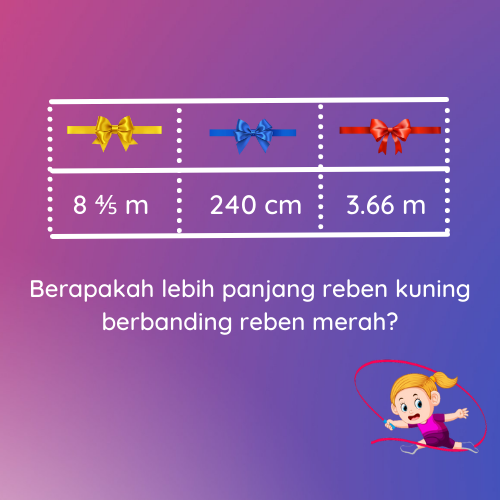 8 ⅘ m 240 cm 3.66 m
Berapakah lebih panjang reben kuning
berbanding reben merah?